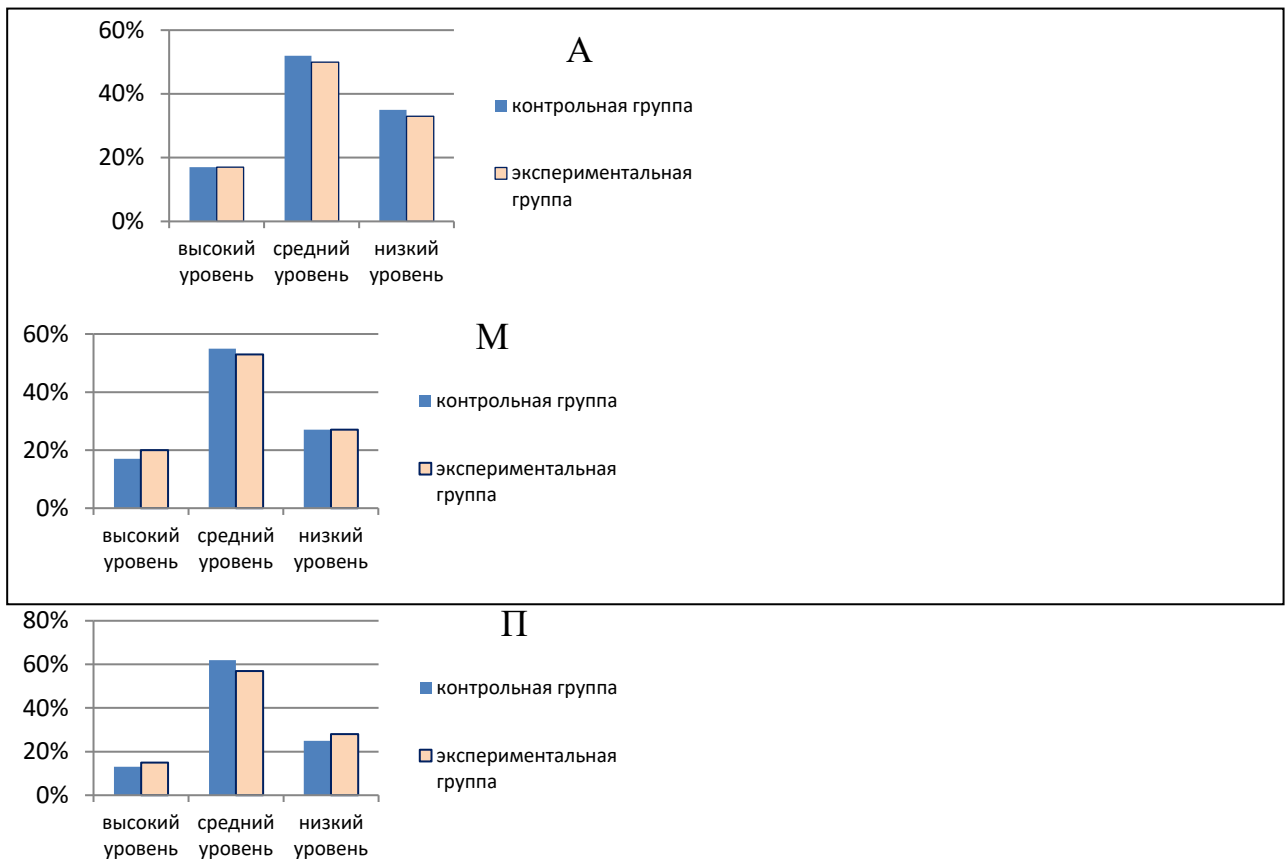 60%
40%
20%
0%
А
контрольная группа
экспериментальная
группа
высокий средний низкий
уровень уровень уровень
60%
40%
20%
0%
М
контрольная группа
экспериментальная
группа
высокий средний низкий
уровень уровень уровень
80%
60%
40%
20%
0%
П
контрольная группа
экспериментальная
группа
высокий средний низкий
уровень уровень уровень